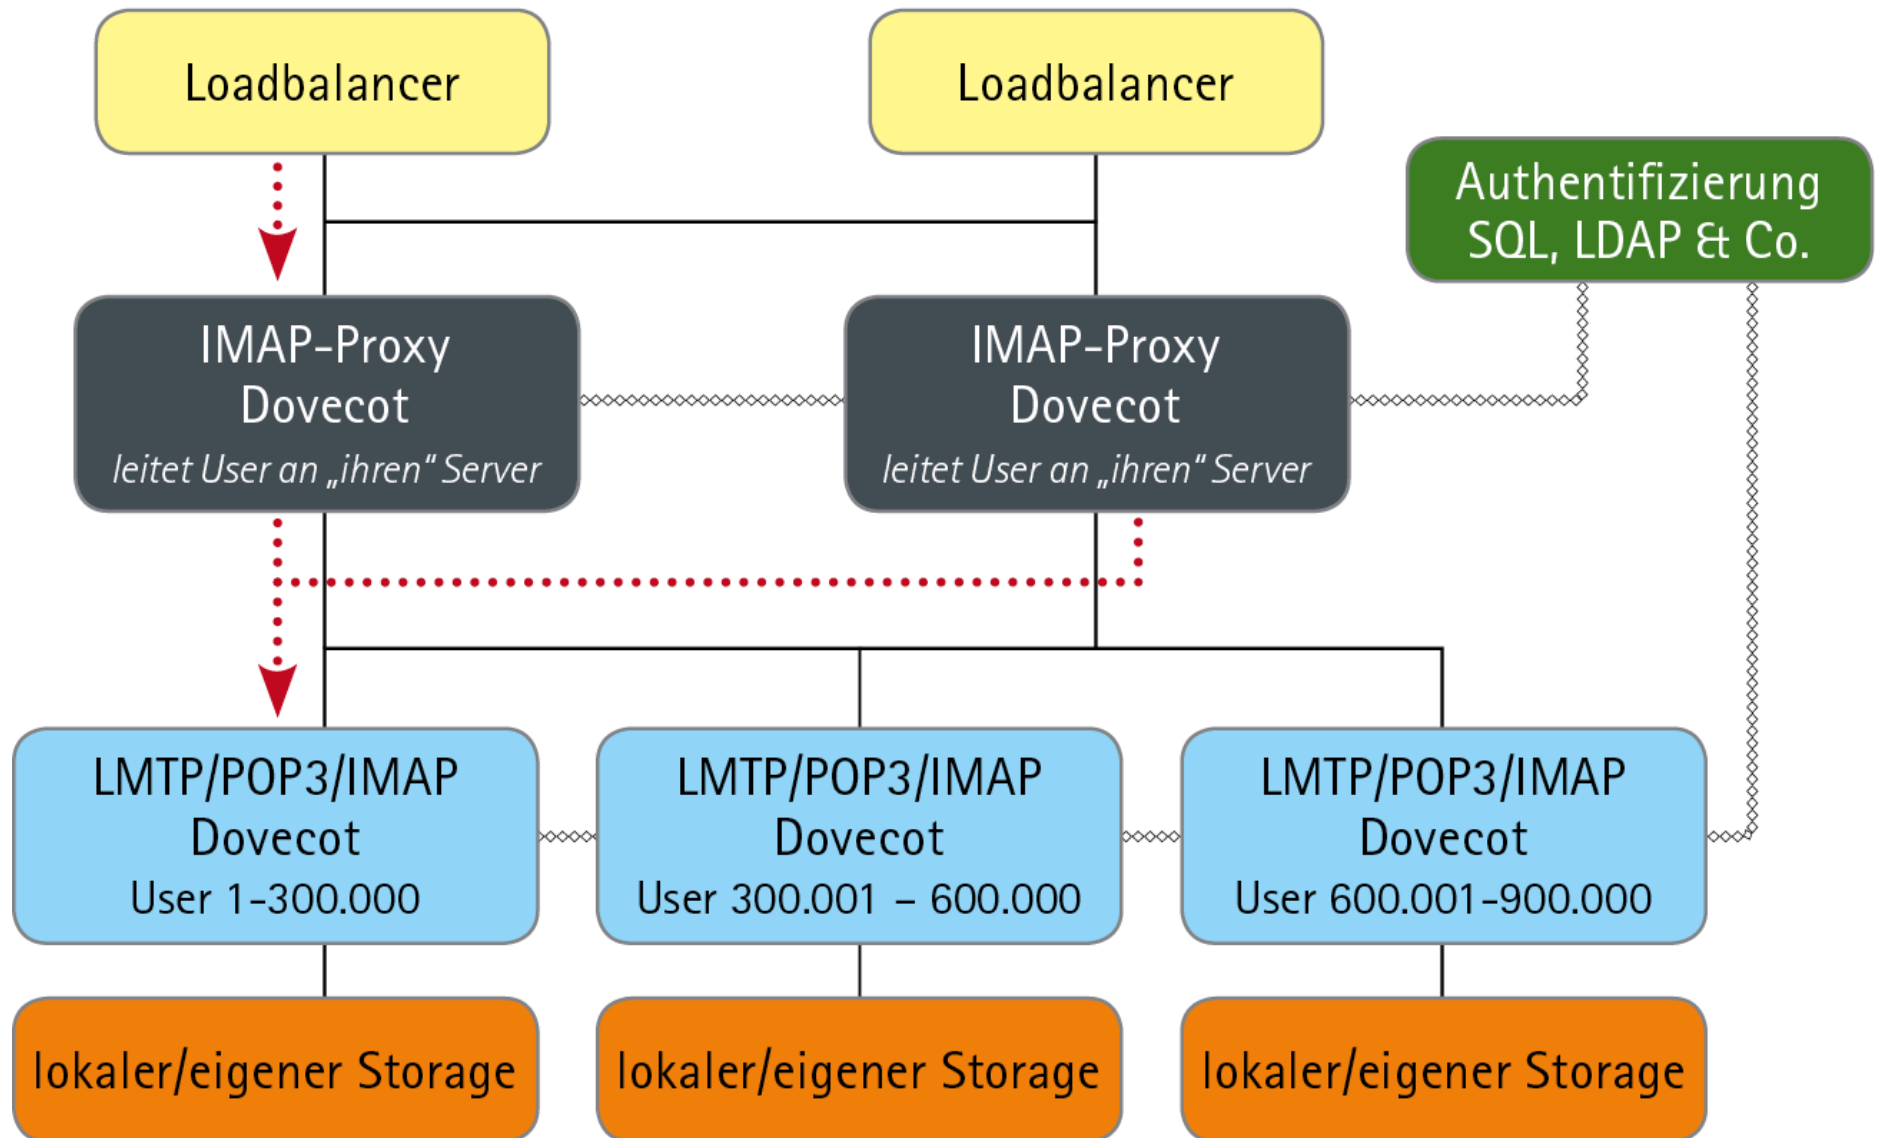 Loadbalancer
Loadbalancer
Authentifizierung
SQL, LDAP & Co.
IMAP-Proxy
Dovecot
leitet User an „ihren“ Server
IMAP-Proxy
Dovecot
leitet User an „ihren“ Server
LMTP/POP3/IMAP
Dovecot
User 1-300.000
LMTP/POP3/IMAP
Dovecot
User 300.001 – 600.000
LMTP/POP3/IMAP
Dovecot
User 600.001-900.000
lokaler/eigener Storage
lokaler/eigener Storage
lokaler/eigener Storage